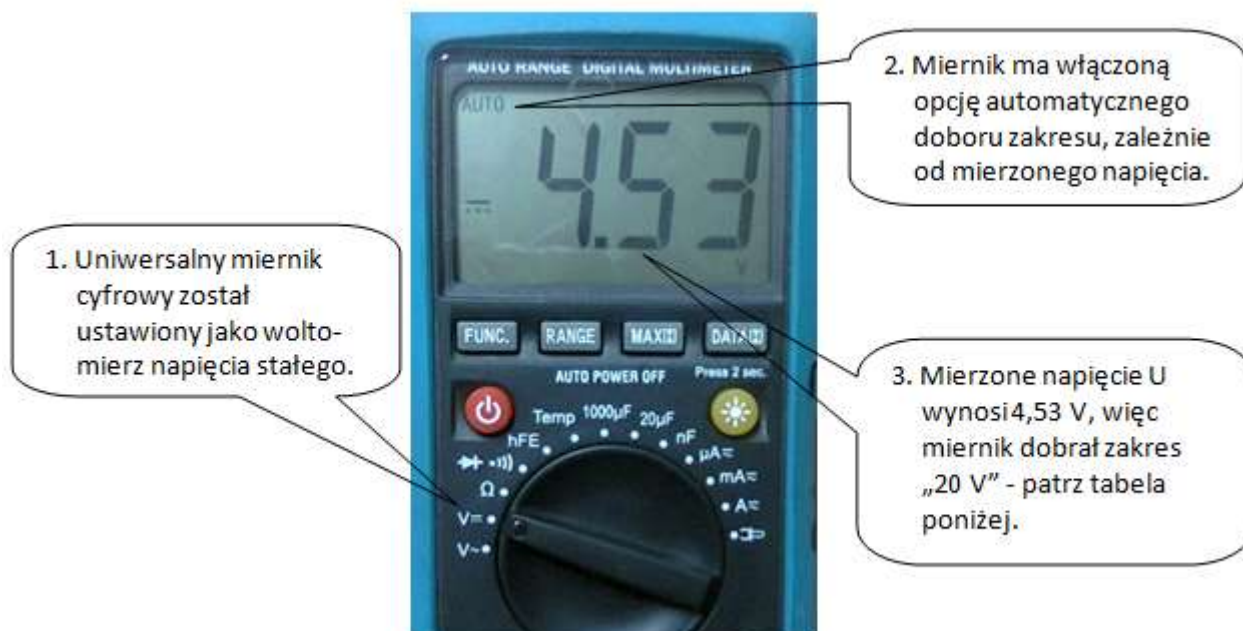 AUTO RANGE DIGITAL MULTIMETER
AUTO
4.53
V
FUNC.
RANGE
MAX H
DATA H
AUTO POWER OFF
Press 2 sec.
Temp
1000µF
20µF
hFE
nF
µA
Ω
mA
V
A
V~
1. Uniwersalny miernik
cyfrowy został
ustawiony jako wolto-
mierz napięcia stałego.
2. Miernik ma włączoną
opcję automatycznego
doboru zakresu, zależnie
od mierzonego napięcia.
3. Mierzone napięcie U
wynosi 4,53 V, więc
miernik dobrał zakres
„20 V” - patrz tabela
poniżej.